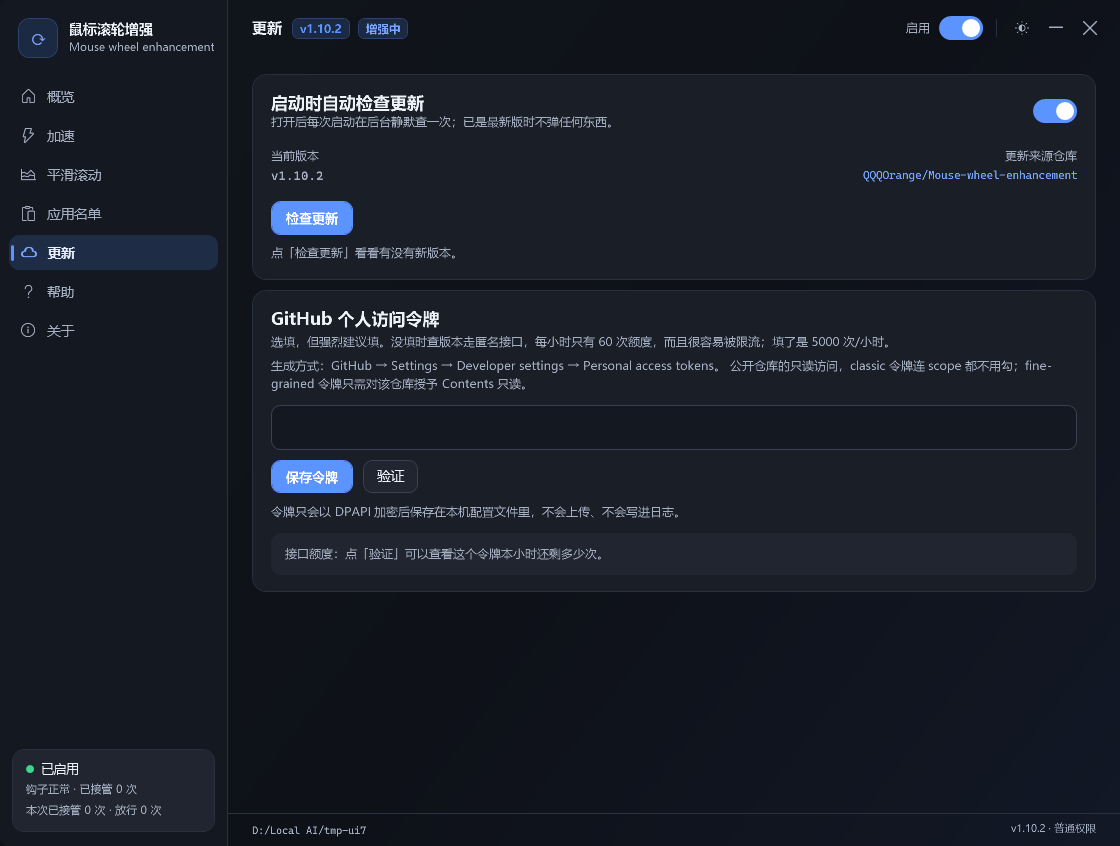 鼠标滚轮增强
Mouse wheel enhancement
概览
加速
平滑滚动
应用名单
更新
帮助
关于
已启用
钩子正常 · 已接管 0 次
本次已接管 0 次 · 放行 0 次
更新 v1.10.2 增强中
启用
启动时自动检查更新
打开后每次启动在后台静默查一次；已是最新版时不弹任何东西。
当前版本
v1.10.2
更新来源仓库
QQQOrange/Mouse-wheel-enhancement
检查更新
点「检查更新」看看有没有新版本。
GitHub 个人访问令牌
选填，但强烈建议填。没填时查版本走匿名接口，每小时只有 60 次额度，而且很容易被限流；填了是 5000 次/小时。
生成方式：GitHub → Settings → Developer settings → Personal access tokens。 公开仓库的只读访问，classic 令牌连 scope 都不用勾；fine-
grained 令牌只需对该仓库授予 Contents 只读。
保存令牌 验证
令牌只会以 DPAPI 加密后保存在本机配置文件里，不会上传、不会写进日志。
接口额度：点「验证」可以查看这个令牌本小时还剩多少次。
D:/Local AI/tmp-ui7
v1.10.2 · 普通权限